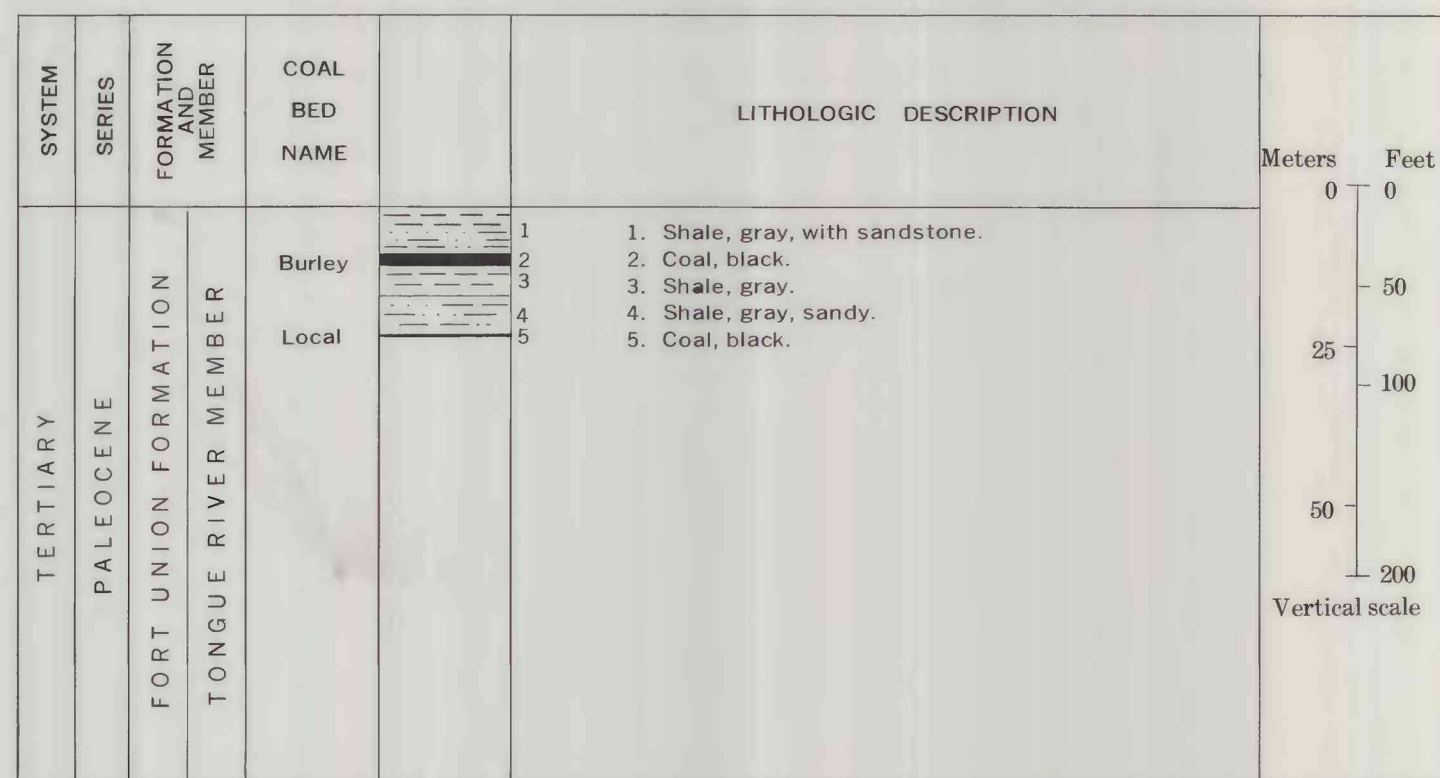 SYSTEM
SERIES
FORMATION
AND
MEMBER
COAL
BED
NAME
LITHOLOGIC DESCRIPTION
Meters Feet
0 0
50
25
100
50
200
Vertical scale
TERTIARY
PALEOCENE
FORT UNION FORMATION
TONGUE RIVER MEMBER
Burley
Local
1
2
3
4
5
1. Shale, gray, with sandstone.
2. Coal, black.
3. Shale, gray.
4. Shale, gray, sandy.
5. Coal, black.